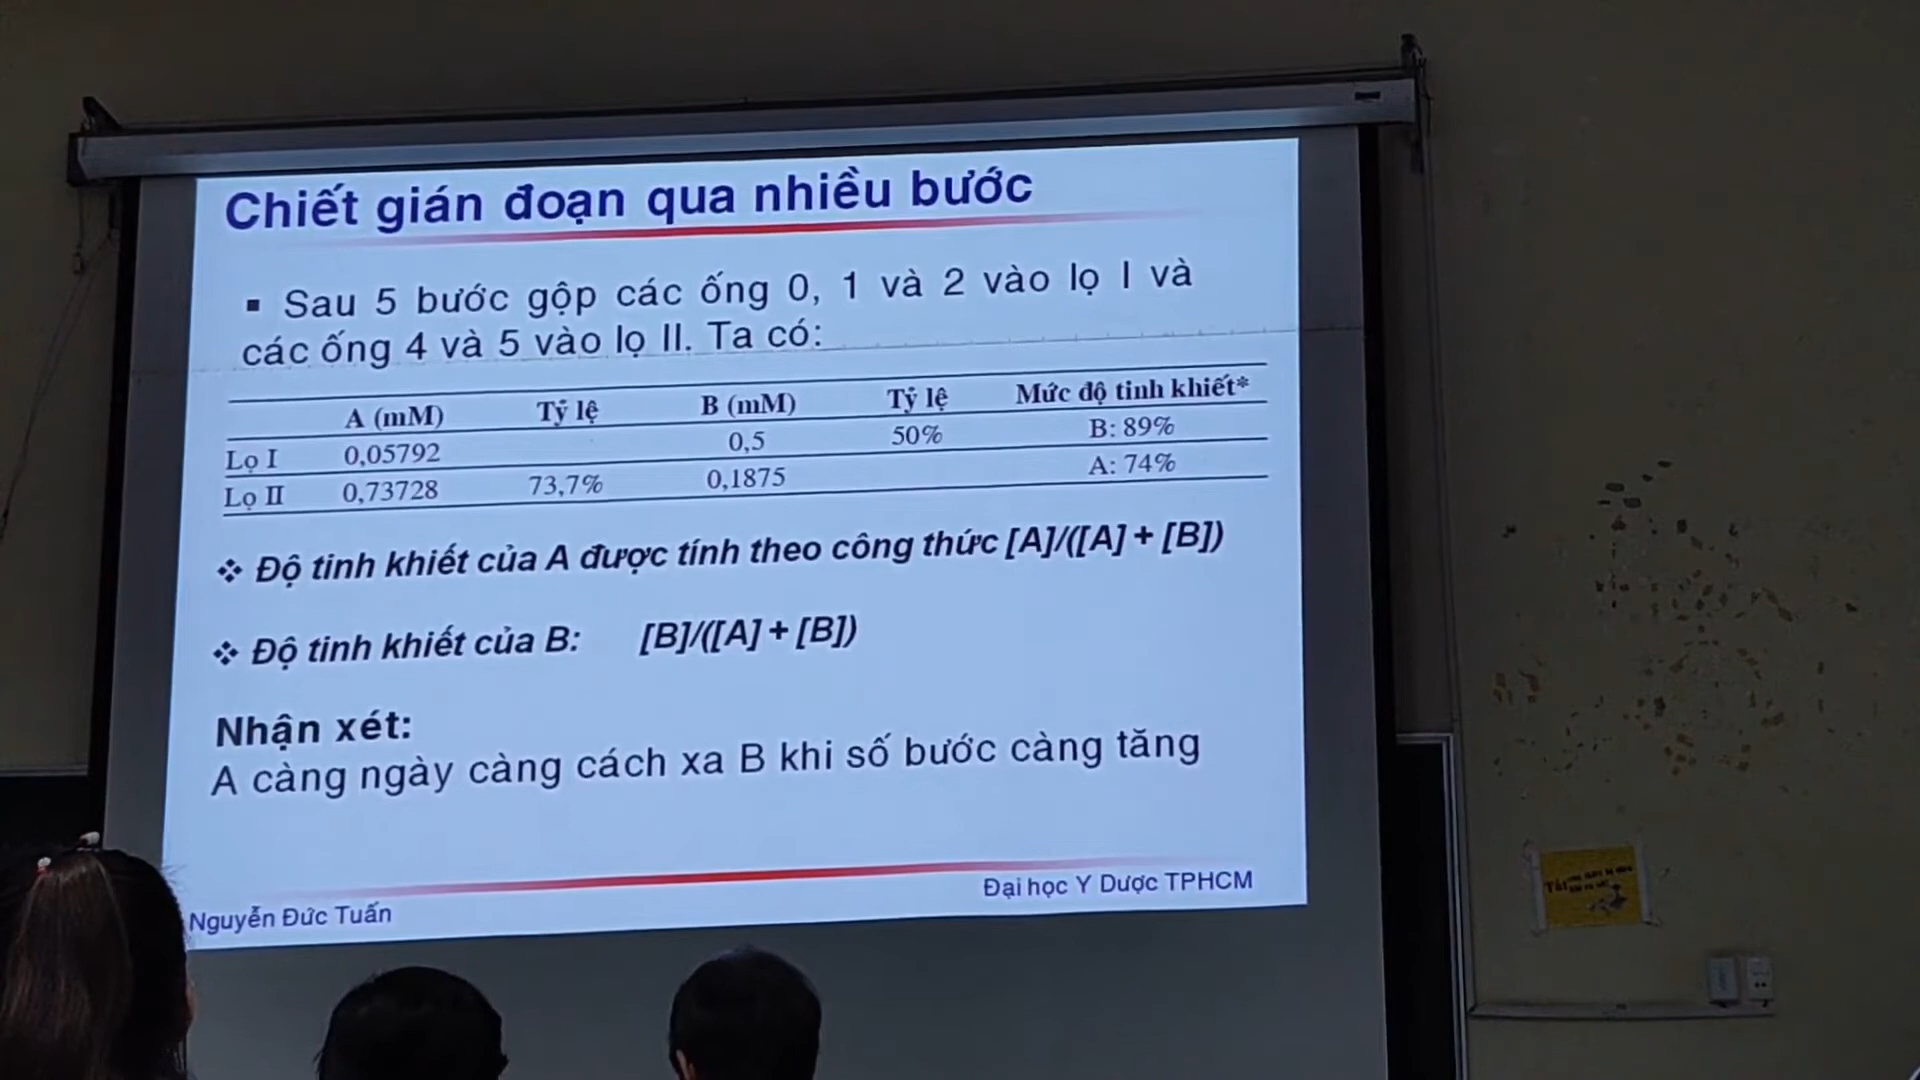 Chiết gián đoạn qua nhiều bước
▪ Sau 5 bước gộp các ống 0, 1 và 2 vào lọ I và
các ống 4 và 5 vào lọ II. Ta có:
A (mM) Tỷ lệ B (mM) Tỷ lệ Mức độ tinh khiết*
Lọ I 0,05792 0,5 50% B: 89%
Lọ II 0,73728 73,7% 0,1875 A: 74%
❖ Độ tinh khiết của A được tính theo công thức [A]/([A] + [B])
❖ Độ tinh khiết của B: [B]/([A] + [B])
Nhận xét:
A càng ngày càng cách xa B khi số bước càng tăng
Nguyễn Đức Tuấn
Đại học Y Dược TPHCM